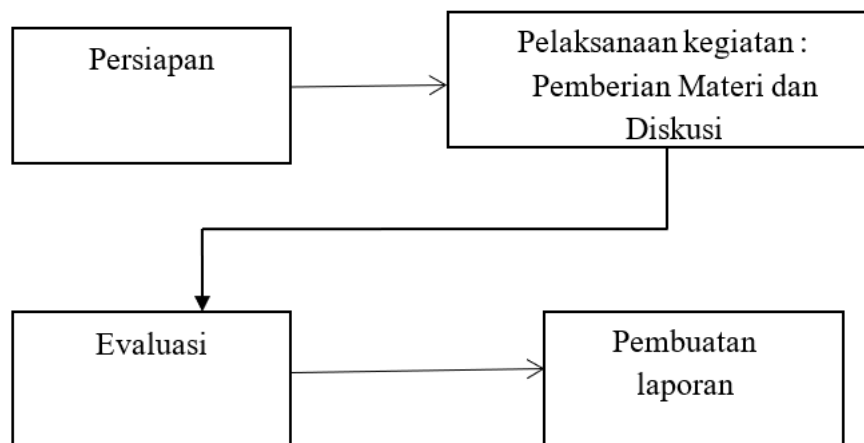 Persiapan
Pelaksanaan kegiatan :
Pemberian Materi dan
Diskusi
Evaluasi
Pembuatan
laporan